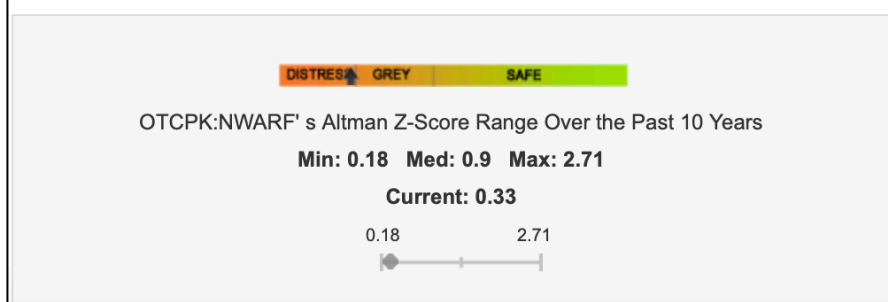 DISTRESS GREY SAFE
OTCPK:NWARF' s Altman Z-Score Range Over the Past 10 Years
Min: 0.18 Med: 0.9 Max: 2.71
Current: 0.33
0.18 2.71